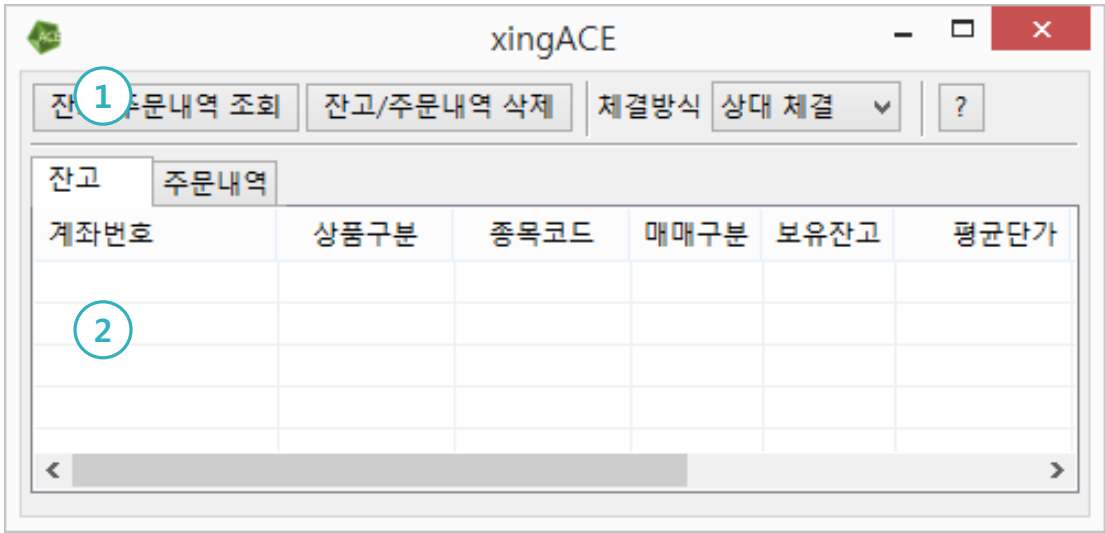 xingACE
잔 주문내역 조회 잔고/주문내역 삭제 체결방식 상대 체결 ?
1
잔고 주문내역
계좌번호 상품구분 종목코드 매매구분 보유잔고 평균단가
2